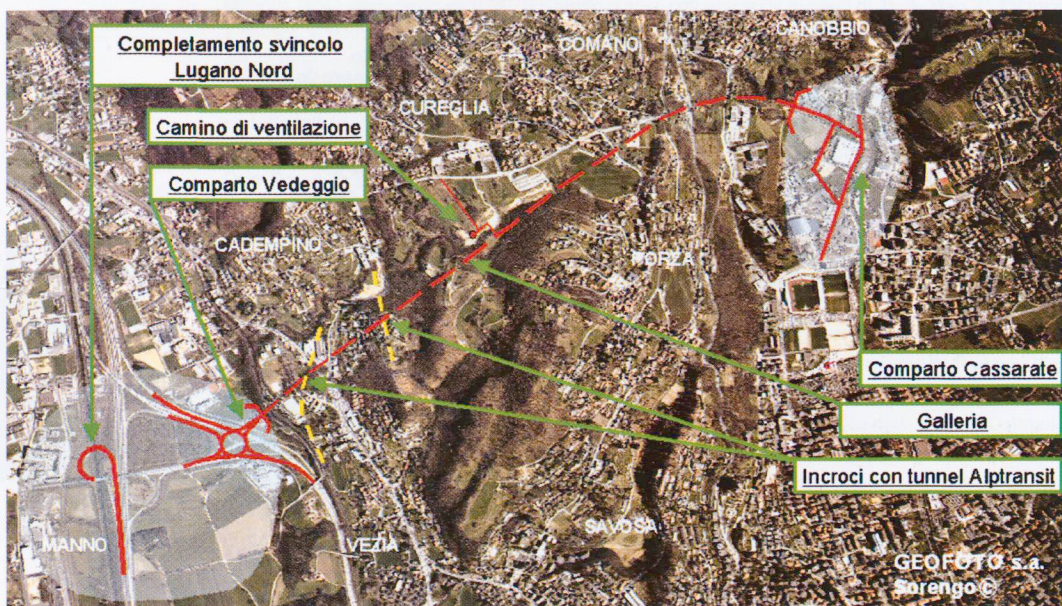 Completamento svincolo
Lugano Nord
Camino di ventilazione
Comparto Vedeggio
COMANO
CANOBBIO
CUREGLIA
CADEMPINO
PORZA
Comparto Cassarate
Galleria
Incroci con tunnel Alptransit
MANNO
VEZIA
SAVOSA
GEOFOTO s.a.
Sorengo ©